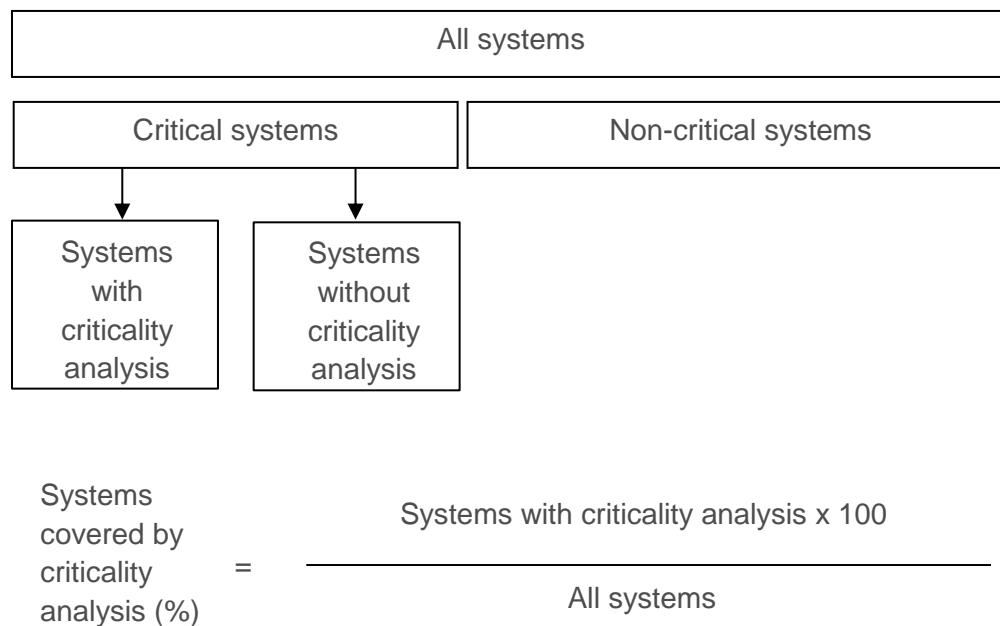 All systems
Critical systems
Non-critical systems
Systems
with
criticality
analysis
Systems
without
criticality
analysis
Systems
covered by
criticality
analysis (%)
=
Systems with criticality analysis x 100
All systems